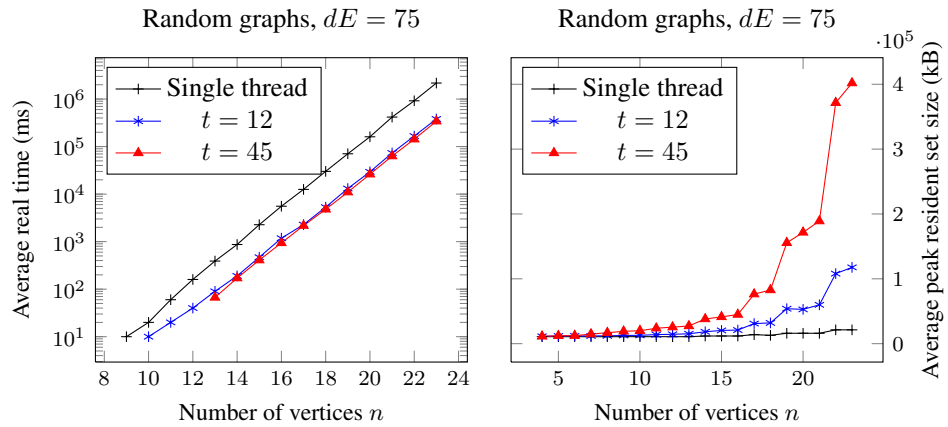 Random graphs, dE = 75
Average real time (ms)
10^6
10^5
10^4
10^3
10^2
10^1
Single thread
t = 12
t = 45
8 10 12 14 16 18 20 22 24
Number of vertices n
Random graphs, dE = 75
·10^5
Single thread
t = 12
t = 45
4
2
0
5 10 15 20
Number of vertices n
Average peak resident set size (kB)